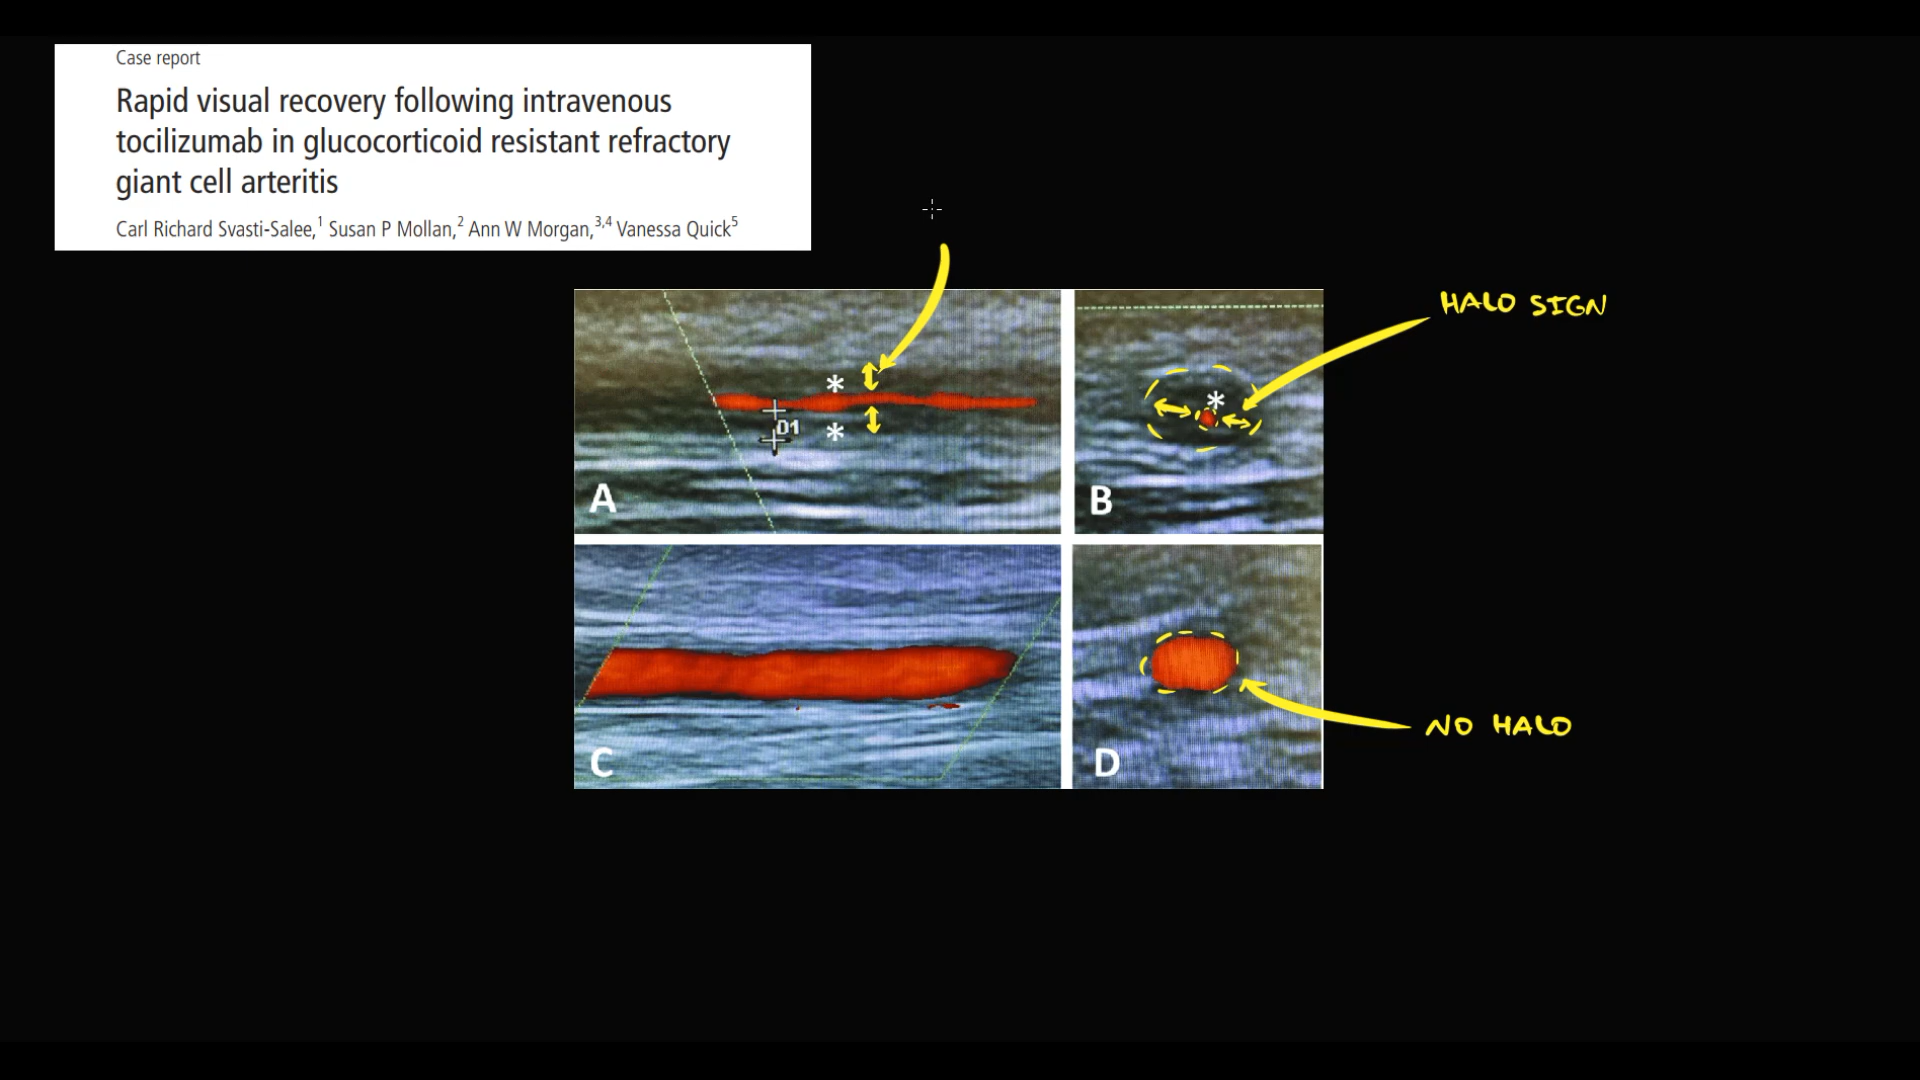 Case report
Rapid visual recovery following intravenous
tocilizumab in glucocorticoid resistant refractory
giant cell arteritis
Carl Richard Svasti-Salee,1 Susan P Mollan,2 Ann W Morgan,3,4 Vanessa Quick5
HALO SIGN
*
*
*
D1
A
B
NO HALO
C
D